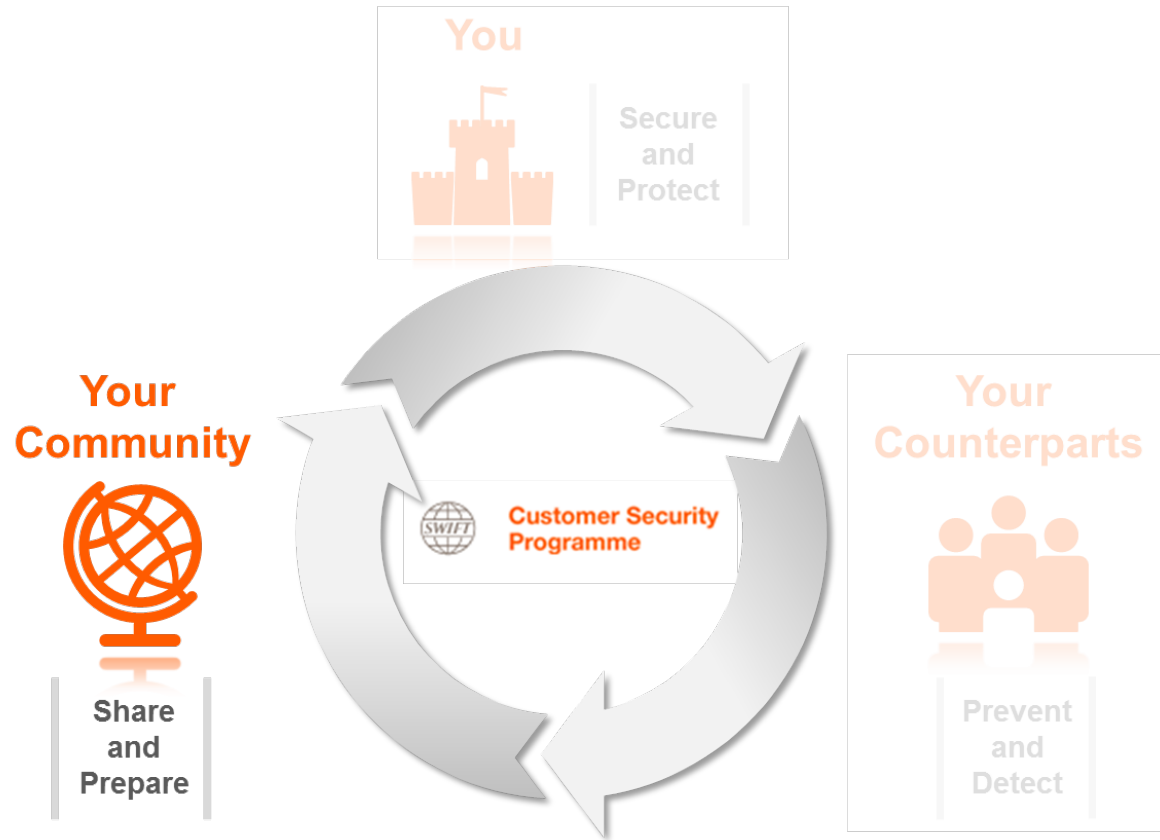 You
Secure
and
Protect
Your
Community
Share
and
Prepare
SWIFT
Customer Security
Programme
Your
Counterparts
Prevent
and
Detect